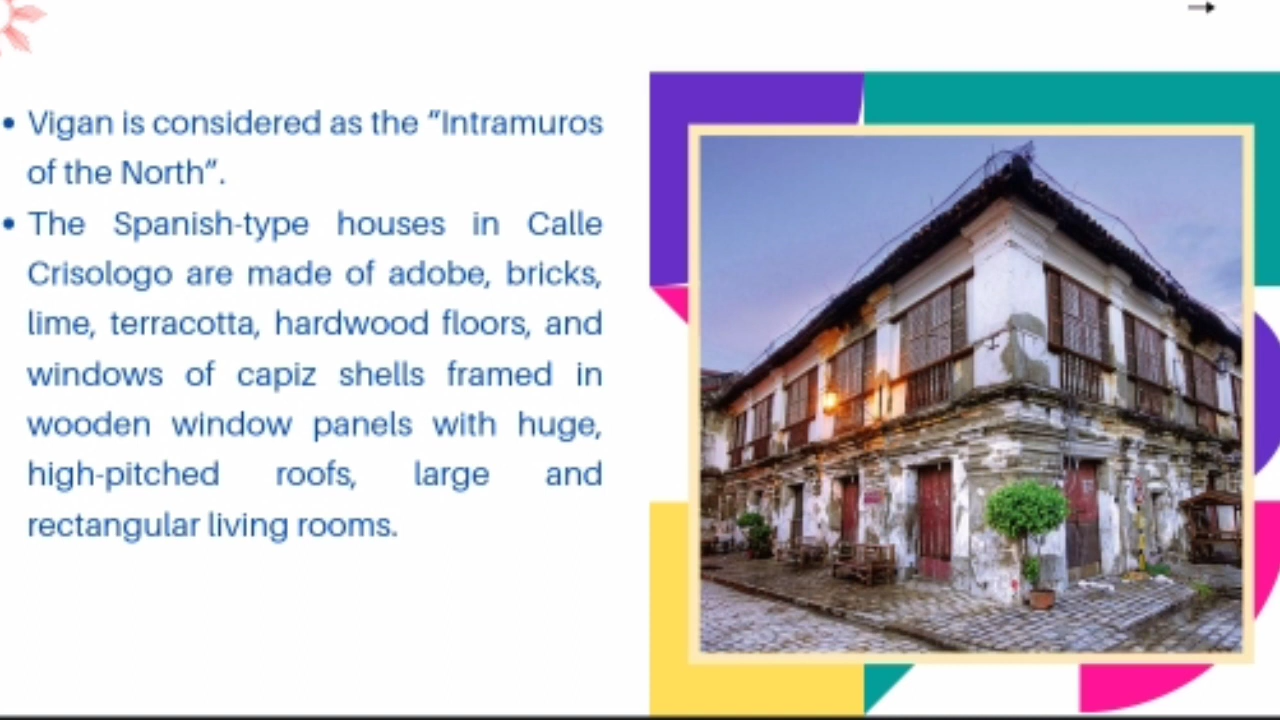 • Vigan is considered as the “Intramuros
of the North”.
• The Spanish-type houses in Calle
Crisologo are made of adobe, bricks,
lime, terracotta, hardwood floors, and
windows of capiz shells framed in
wooden window panels with huge,
high-pitched roofs, large and
rectangular living rooms.